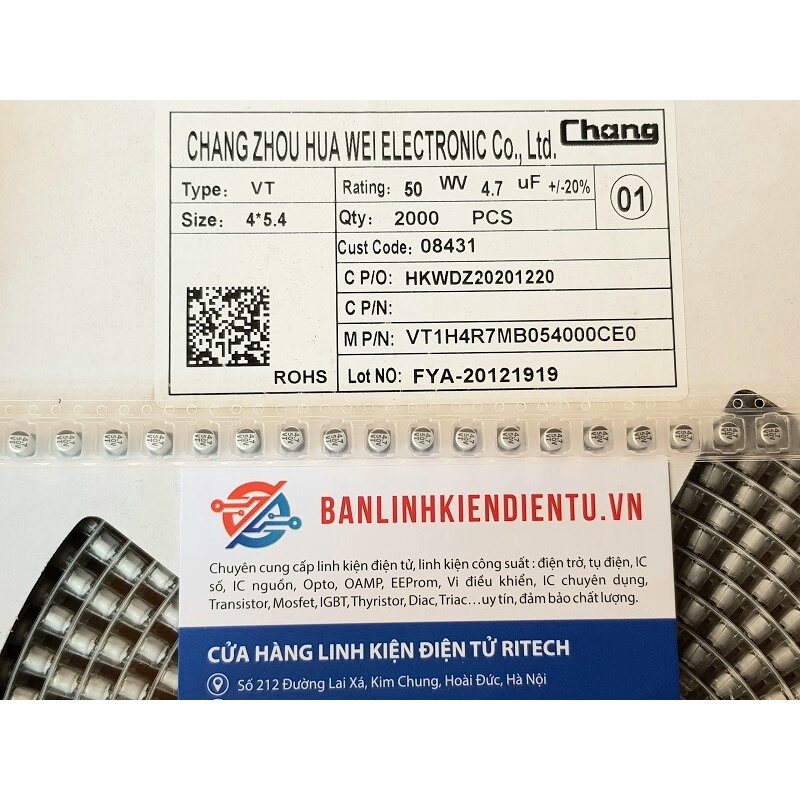 CHANG ZHOU HUA WEI ELECTRONIC Co., Ltd. Chang
Type: VT
Rating: 50 WV 4.7 uF +/-20%
01
Size: 4*5.4
Qty: 2000 PCS
Cust Code: 08431
C P/O: HKWDZ20201220
C P/N:
M P/N: VT1H4R7MB054000CE0
ROHS
Lot NO: FYA-20121919
4.7
50V
VT
BANLINHKIENDIENTU.VN
Chuyên cung cấp linh kiện điện tử, linh kiện công suất : điện trở, tụ điện, IC
số, IC nguồn, Opto, OAMP, EEProm, Vi điều khiển, IC chuyên dụng,
Transistor, Mosfet, IGBT, Thyristor, Diac, Triac...uy tín, đảm bảo chất lượng.
CỬA HÀNG LINH KIỆN ĐIỆN TỬ RITECH
Số 212 Đường Lai Xá, Kim Chung, Hoài Đức, Hà Nội